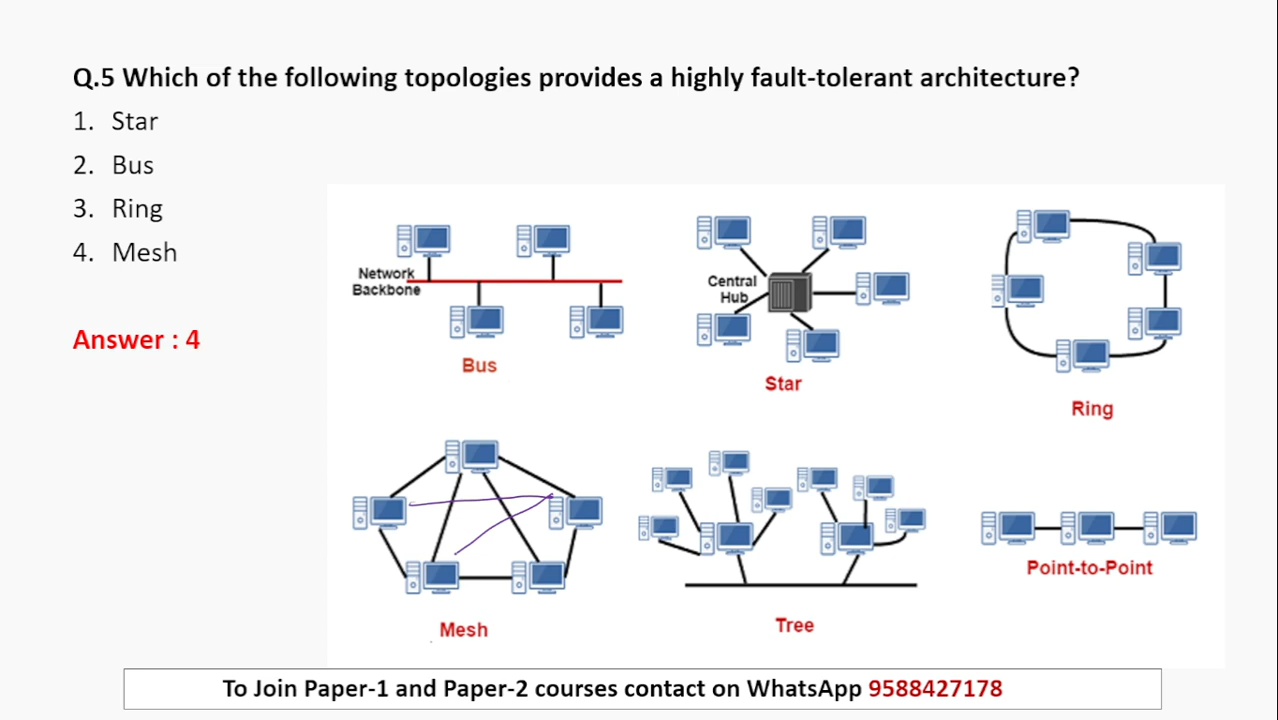 Q.5 Which of the following topologies provides a highly fault-tolerant architecture?
1. Star
2. Bus
3. Ring
4. Mesh
Answer : 4
Network
Backbone
Bus
Central
Hub
Star
Ring
Mesh
Tree
Point-to-Point
To Join Paper-1 and Paper-2 courses contact on WhatsApp 9588427178